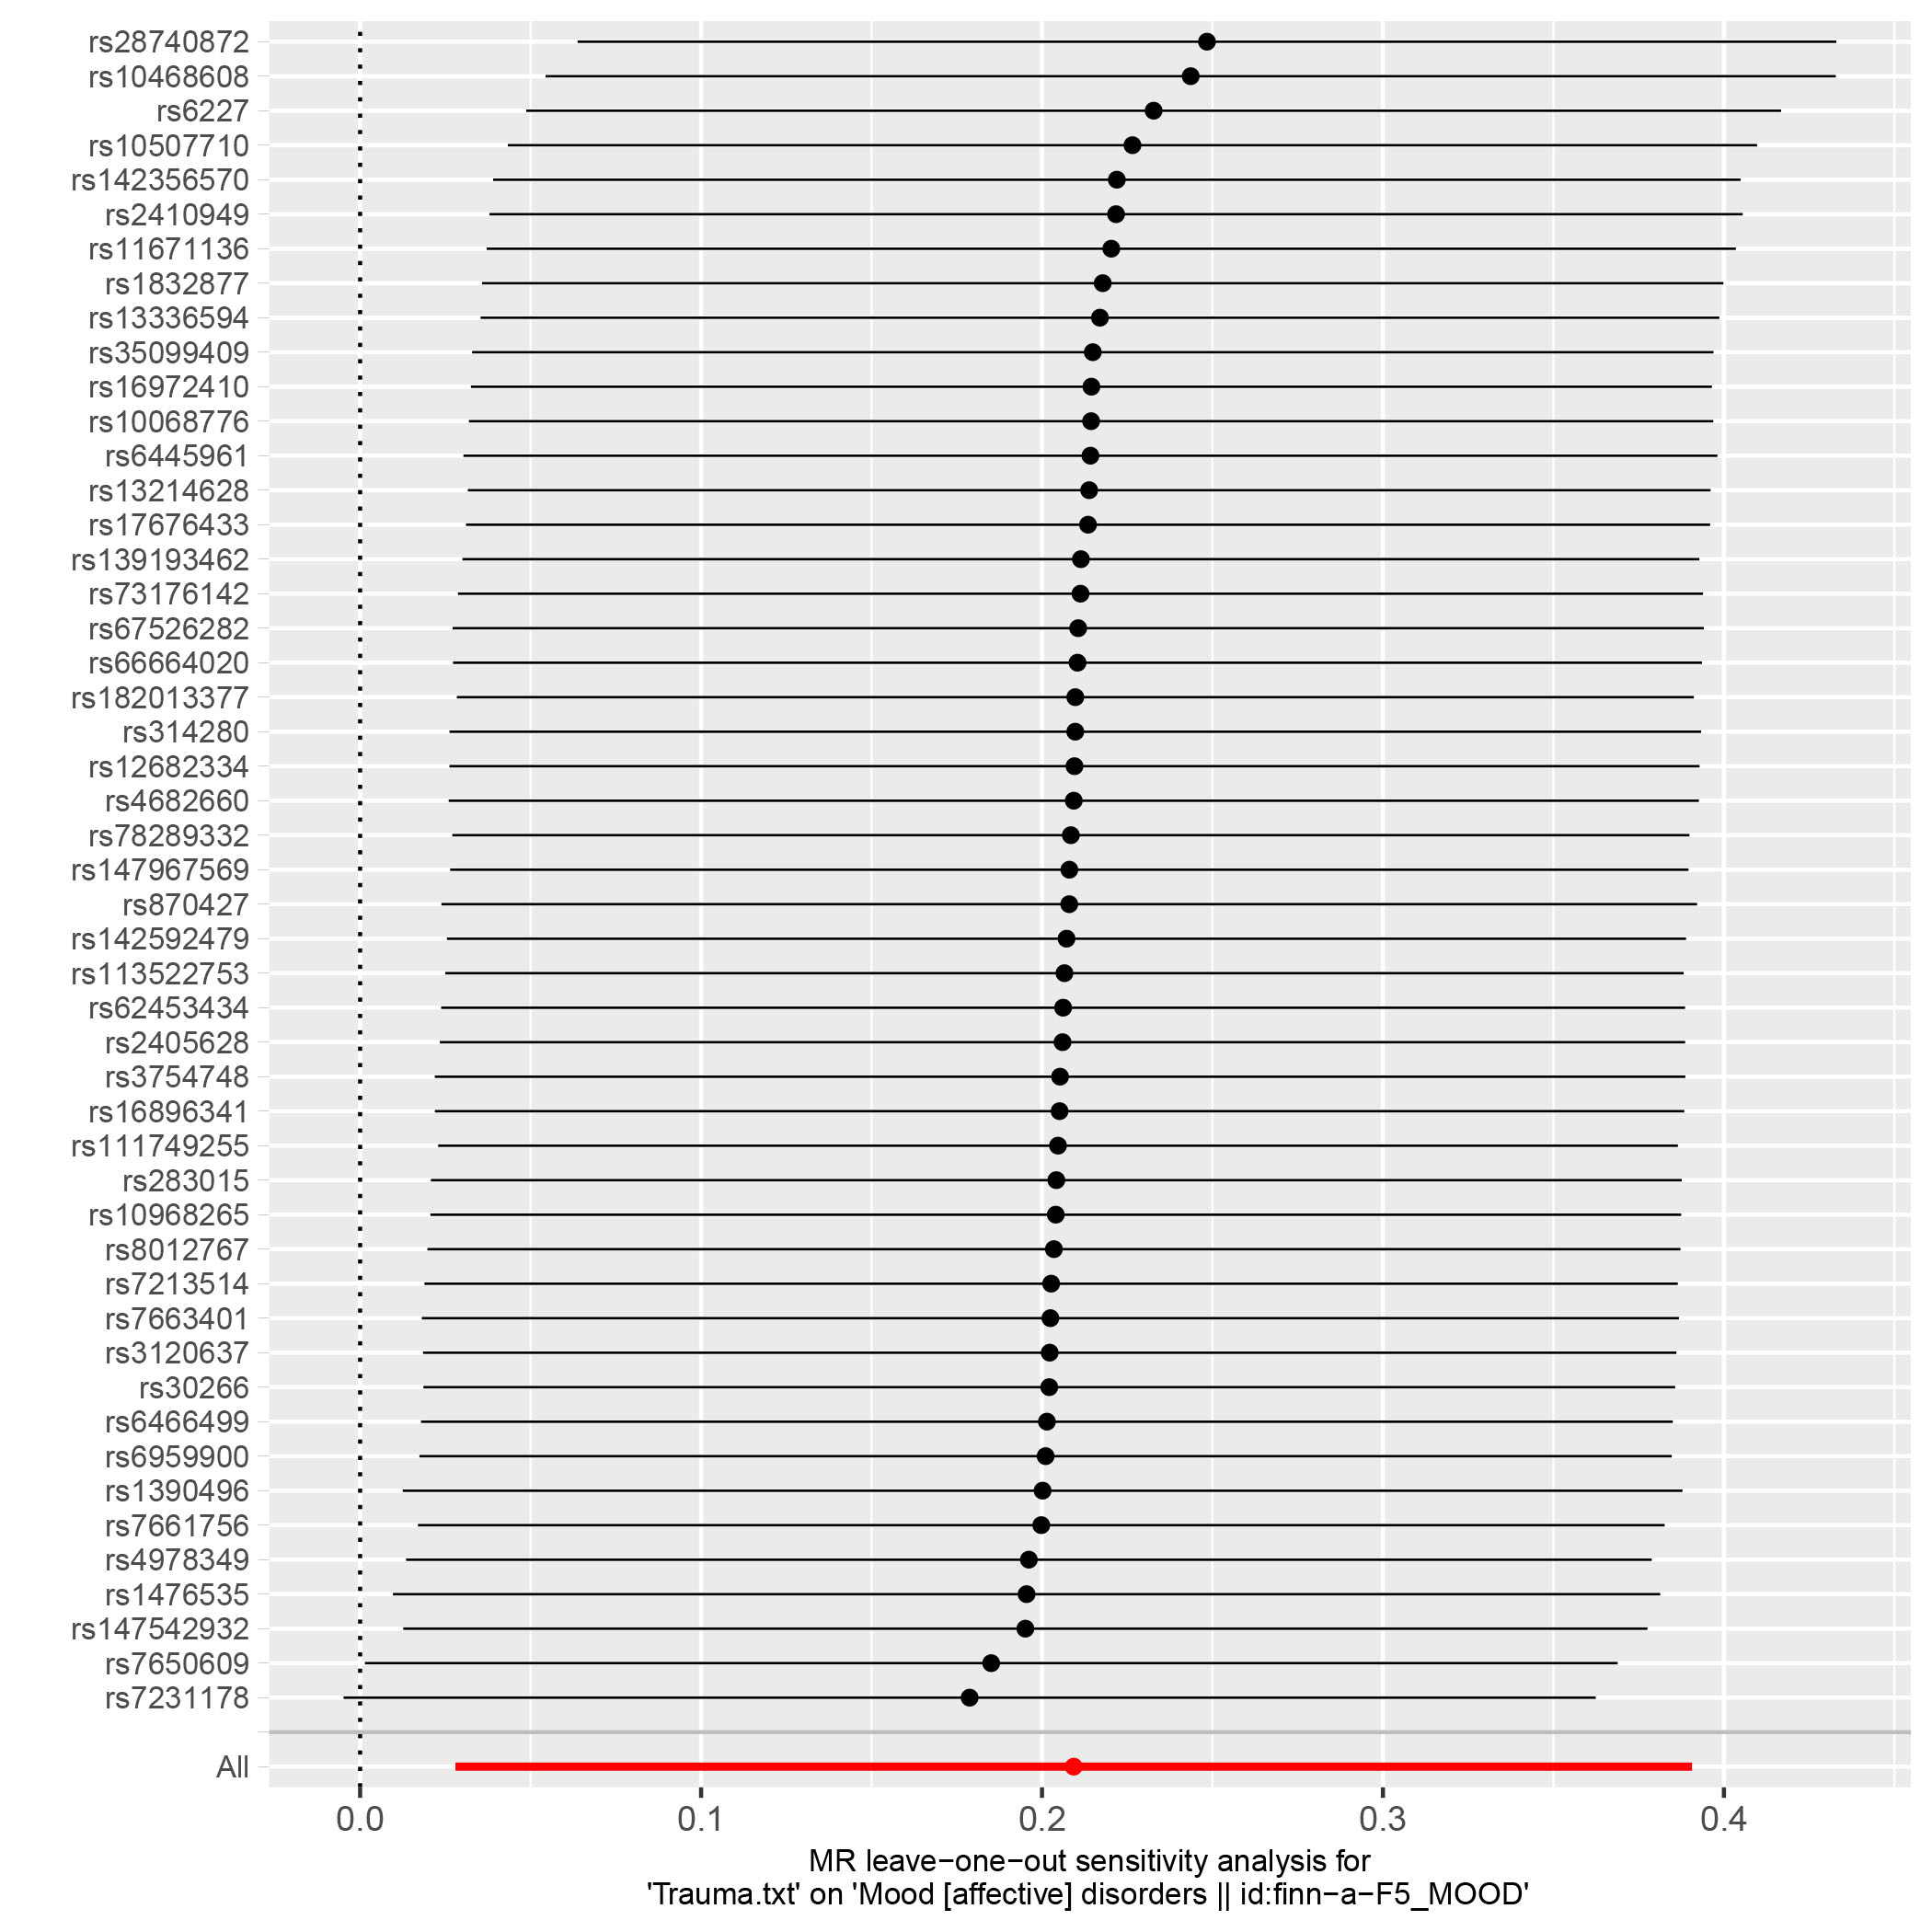 rs28740872
rs10468608
rs6227
rs10507710
rs142356570
rs2410949
rs11671136
rs1832877
rs13336594
rs35099409
rs16972410
rs10068776
rs6445961
rs13214628
rs17676433
rs139193462
rs73176142
rs67526282
rs66664020
rs182013377
rs314280
rs12682334
rs4682660
rs78289332
rs147967569
rs870427
rs142592479
rs113522753
rs62453434
rs2405628
rs3754748
rs16896341
rs111749255
rs283015
rs10968265
rs8012767
rs7213514
rs7663401
rs3120637
rs30266
rs6466499
rs6959900
rs1390496
rs7661756
rs4978349
rs1476535
rs147542932
rs7650609
rs7231178
All
0.0 0.1 0.2 0.3 0.4
MR leave−one−out sensitivity analysis for
'Trauma.txt' on 'Mood [affective] disorders || id:finn−a−F5_MOOD'